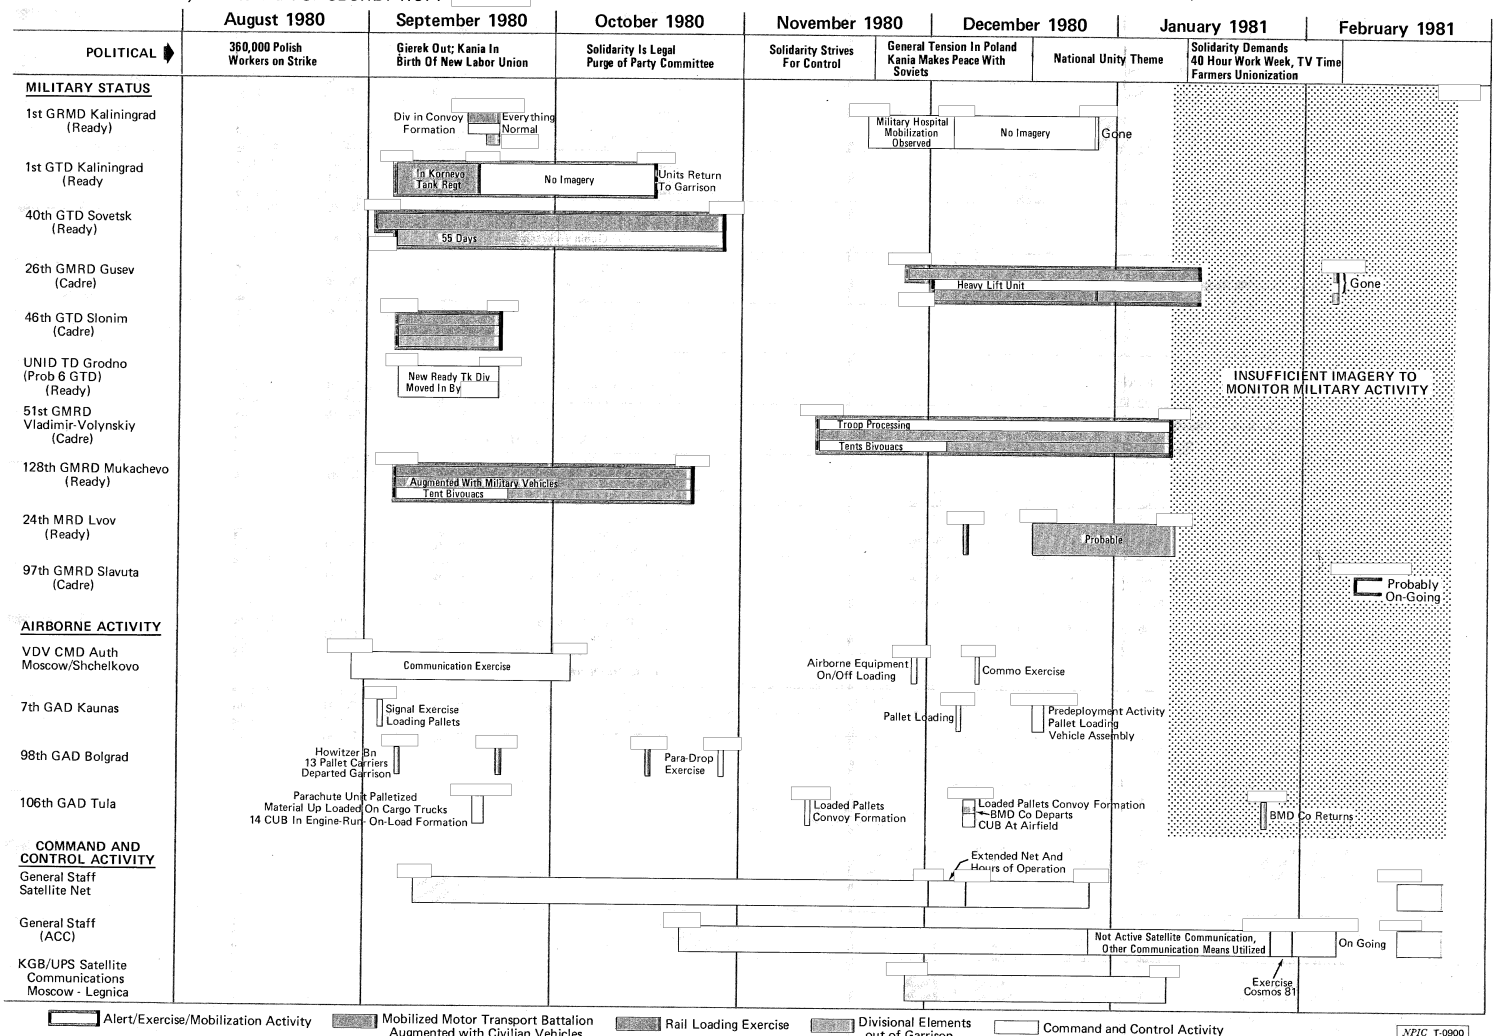 August 1980
September 1980
October 1980
November 1980
December 1980
January 1981
February 1981
POLITICAL
360,000 Polish
Workers on Strike
Gierek Out; Kania In
Birth Of New Labor Union
Solidarity Is Legal
Purge of Party Committee
Solidarity Strives
For Control
General Tension In Poland
Kania Makes Peace With
Soviets
National Unity Theme
Solidarity Demands
40 Hour Work Week, TV Time
Farmers Unionization
MILITARY STATUS
1st GRMD Kaliningrad
(Ready)
Div in Convoy
Formation
Everything
Normal
Military Hospital
Mobilization
Observed
No Imagery
Gone
1st GTD Kaliningrad
(Ready
In Kornevo
Tank Regt
No Imagery
Units Return
To Garrison
40th GTD Sovetsk
(Ready)
55 Days
26th GMRD Gusev
(Cadre)
Heavy Lift Unit
Gone
46th GTD Slonim
(Cadre)
UNID TD Grodno
(Prob 6 GTD)
(Ready)
New Ready Tk Div
Moved In By
INSUFFICIENT IMAGERY TO
MONITOR MILITARY ACTIVITY
51st GMRD
Vladimir-Volynskiy
(Cadre)
Troop Processing
Tents Bivouacs
128th GMRD Mukachevo
(Ready)
Augmented With Military Vehicles
Tent Bivouacs
24th MRD Lvov
(Ready)
Probable
97th GMRD Slavuta
(Cadre)
Probably
On-Going
AIRBORNE ACTIVITY
VDV CMD Auth
Moscow/Shchelkovo
Communication Exercise
Airborne Equipment
On/Off Loading
Commo Exercise
7th GAD Kaunas
Signal Exercise
Loading Pallets
Pallet Loading
Predeployment Activity
Pallet Loading
Vehicle Assembly
98th GAD Bolgrad
Howitzer Bn
13 Pallet Carriers
Departed Garrison
Para-Drop
Exercise
106th GAD Tula
Parachute Unit Palletized
Material Up Loaded On Cargo Trucks
14 CUB In Engine-Run- On-Load Formation
Loaded Pallets
Convoy Formation
Loaded Pallets Convoy Formation
BMD Co Departs
CUB At Airfield
BMD Co Returns
COMMAND AND
CONTROL ACTIVITY
General Staff
Satellite Net
Extended Net And
Hours of Operation
General Staff
(ACC)
Not Active Satellite Communication,
Other Communication Means Utilized
On Going
KGB/UPS Satellite
Communications
Moscow - Legnica
Exercise
Cosmos 81
Alert/Exercise/Mobilization Activity
Mobilized Motor Transport Battalion
Augmented with Civilian Vehicles
Rail Loading Exercise
Divisional Elements
out of Garrison
Command and Control Activity
NPIC T-0900